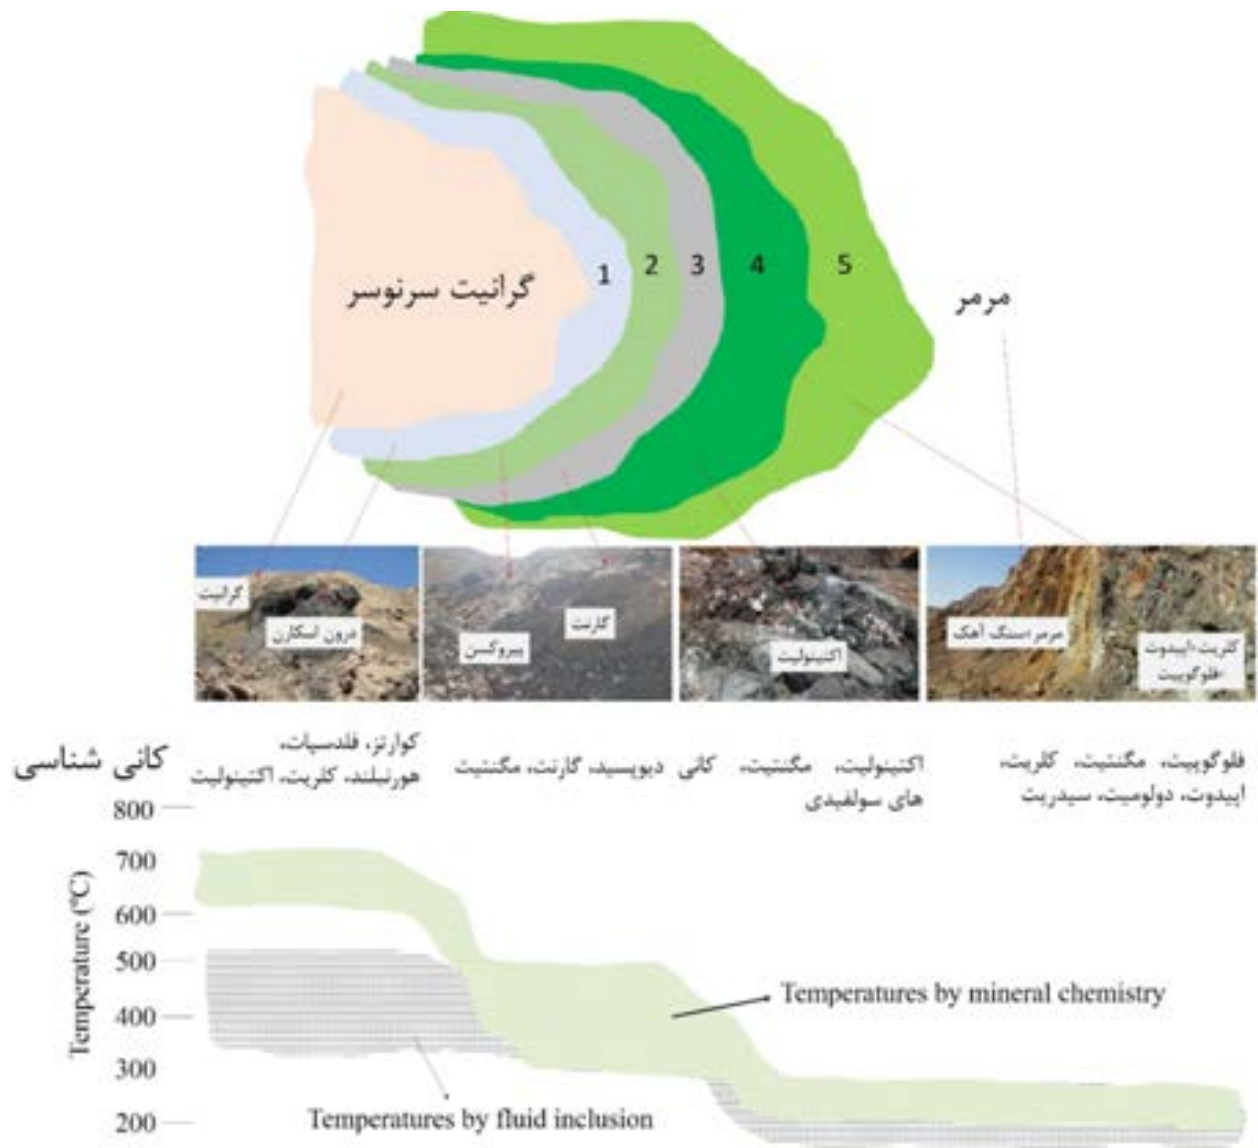 گرانیت سرنوسر
1
2
3
4
5
مرمر
گرانیت
درون اسکارن
پیروکسن
گارنت
اکتینولیت
مرمر+سنگ آهک
کلریت+اپیدوت
+فلوگوپیت
کانی شناسی
کوارتز، فلدسپات،
هورنبلند، کلریت، اکتینولیت
دیوپسید، گارنت، مگنتیت
اکتینولیت، مگنتیت، کانی
های سولفیدی
فلوگوپیت، مگنتیت، کلریت،
اپیدوت، دولومیت، سیدریت
Temperature (°C)
800
700
600
500
400
300
200
Temperatures by mineral chemistry
Temperatures by fluid inclusion